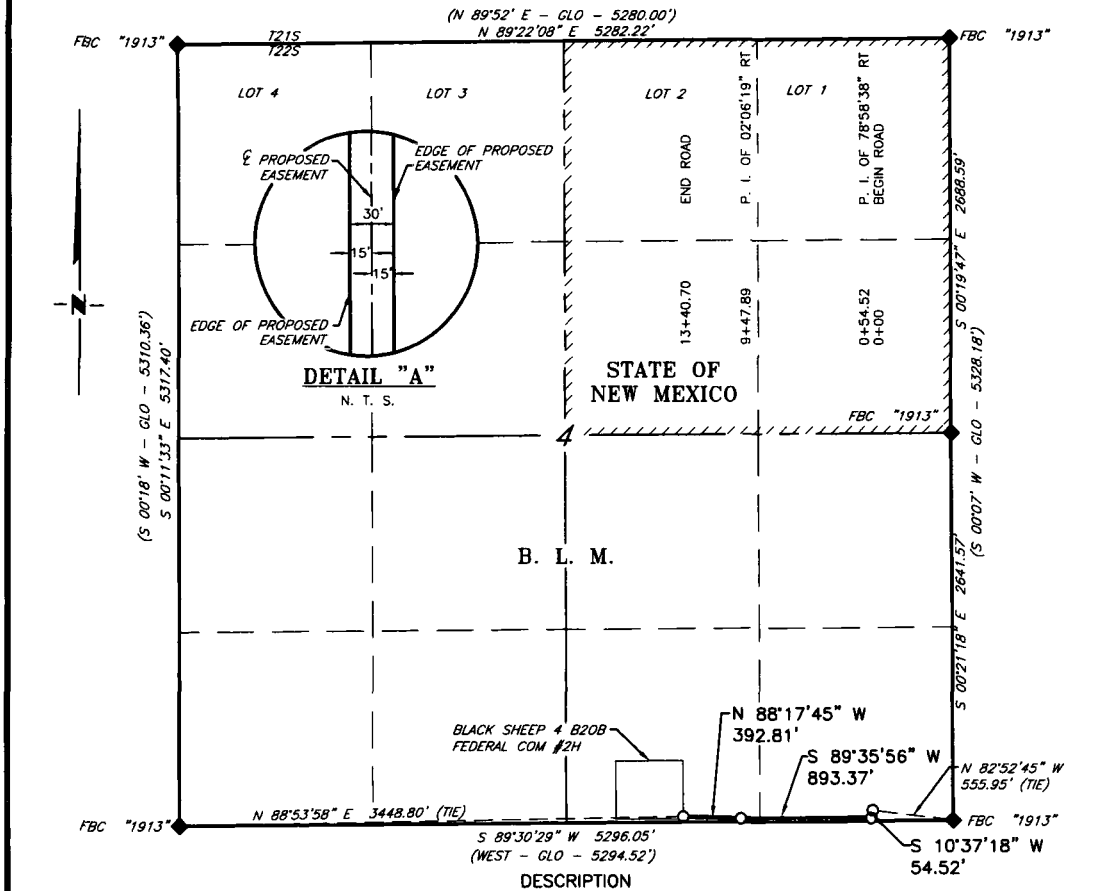 (N 89°52' E - GLO - 5280.00')
N 89°22'08" E 5282.22'
FBC "1913"
T21S
T22S
FBC "1913"
LOT 4
LOT 3
LOT 2
LOT 1
℄ PROPOSED
EASEMENT
EDGE OF PROPOSED
EASEMENT
30'
15'
15'
EDGE OF PROPOSED
EASEMENT
DETAIL "A"
N. T. S.
END ROAD
P. I. OF 02°06'19" RT
P. I. OF 78°58'38" RT
BEGIN ROAD
13+40.70
9+47.89
0+54.52
0+00
S 00°19'47" E 2688.59'
N
(S 00°18' W - GLO - 5310.36')
S 00°11'33" E 5317.40'
STATE OF
NEW MEXICO
FBC "1913"
4
(S 00°07' W - GLO - 5328.18')
S 00°21'18" E 2641.57'
B. L. M.
BLACK SHEEP 4 B2OB
FEDERAL COM #2H
N 88°17'45" W
392.81'
S 89°35'56" W
893.37'
N 82°52'45" W
555.95' (TIE)
FBC "1913"
N 88°53'58" E 3448.80' (TIE)
FBC "1913"
S 89°30'29" W 5296.05'
(WEST - GLO - 5294.52')
S 10°37'18" W
54.52'
DESCRIPTION